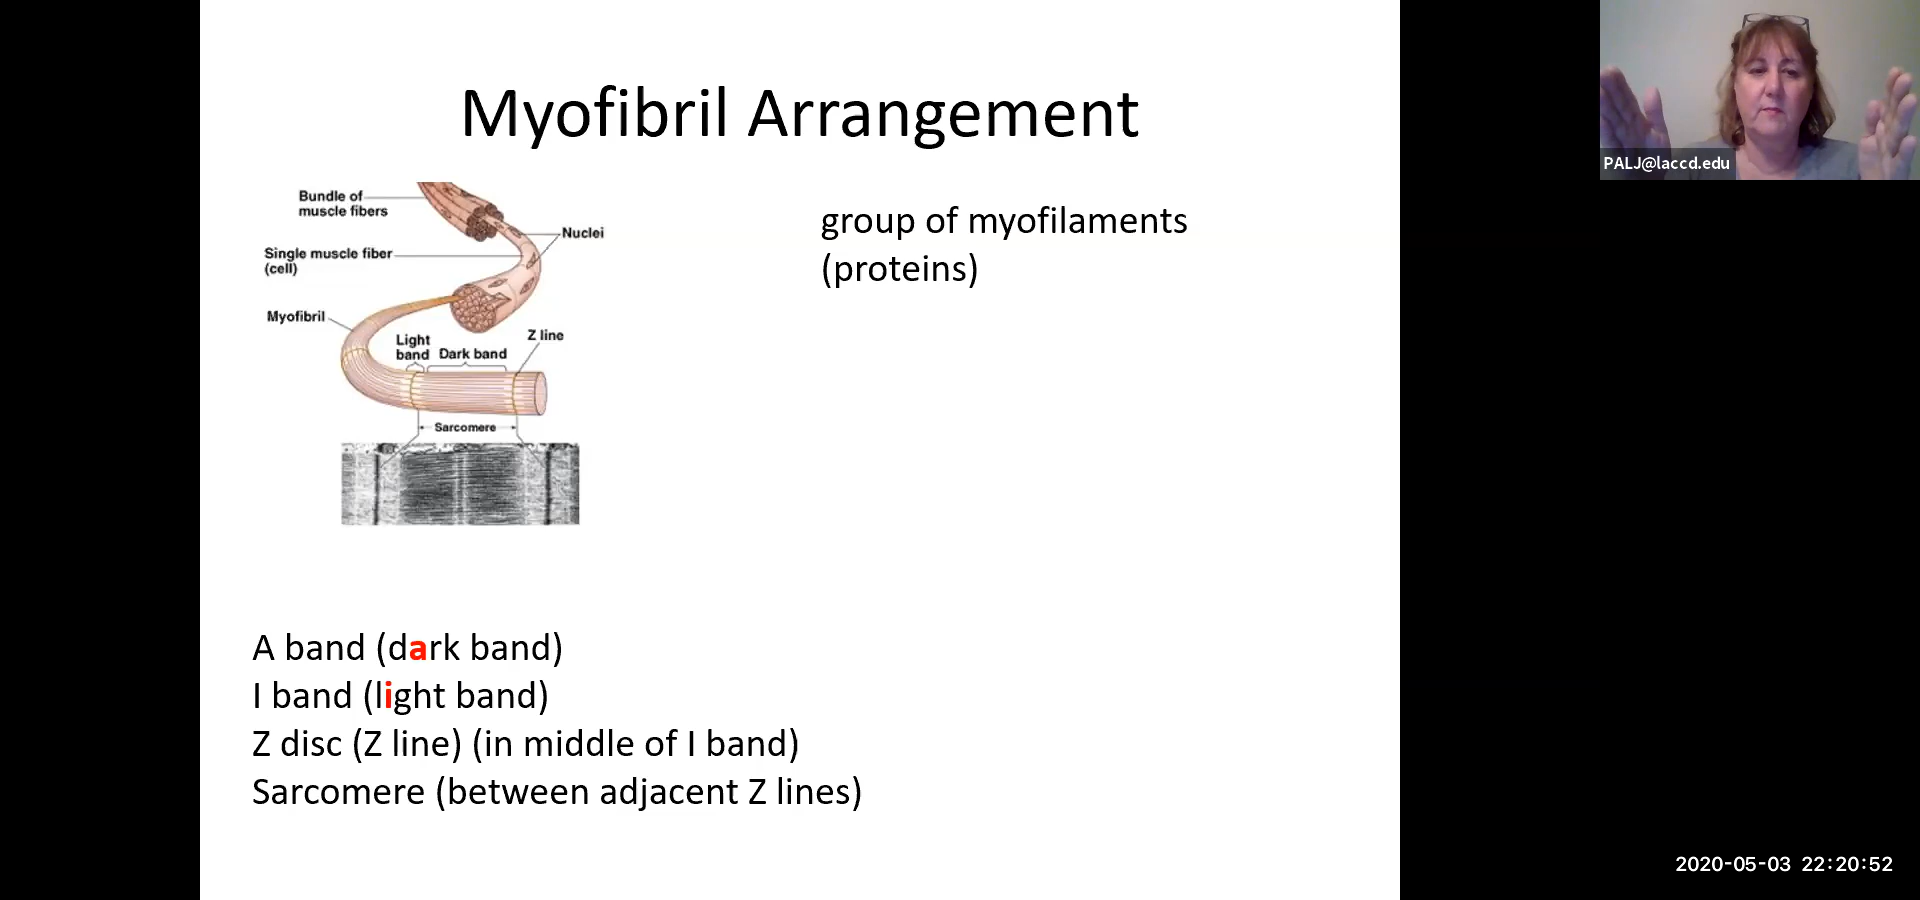 Myofibril Arrangement
Bundle of
muscle fibers
Nuclei
Single muscle fiber
(cell)
Myofibril
Light
band
Dark band
Z line
Sarcomere
group of myofilaments
(proteins)
A band (dark band)
I band (light band)
Z disc (Z line) (in middle of I band)
Sarcomere (between adjacent Z lines)
PALJ@laccd.edu
2020-05-03 22:20:52